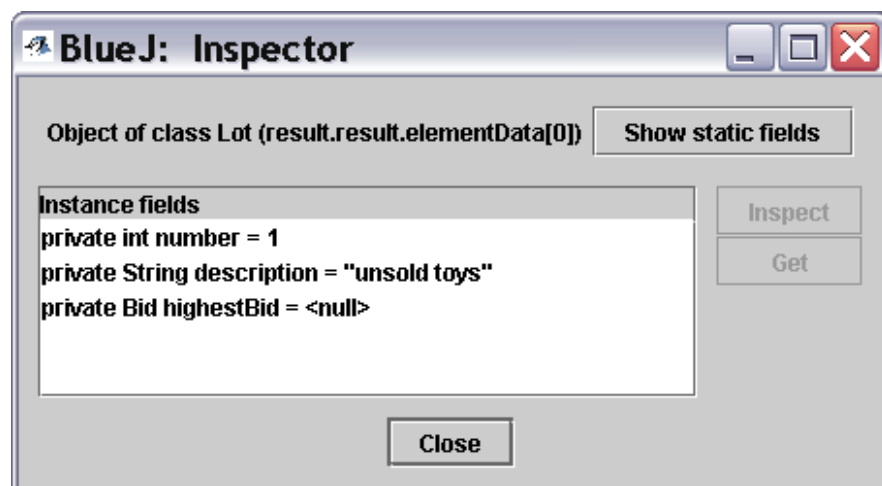 BlueJ: Inspector
Object of class Lot (result.result.elementData[0])
Show static fields
Instance fields
private int number = 1
private String description = "unsold toys"
private Bid highestBid = <null>
Inspect
Get
Close